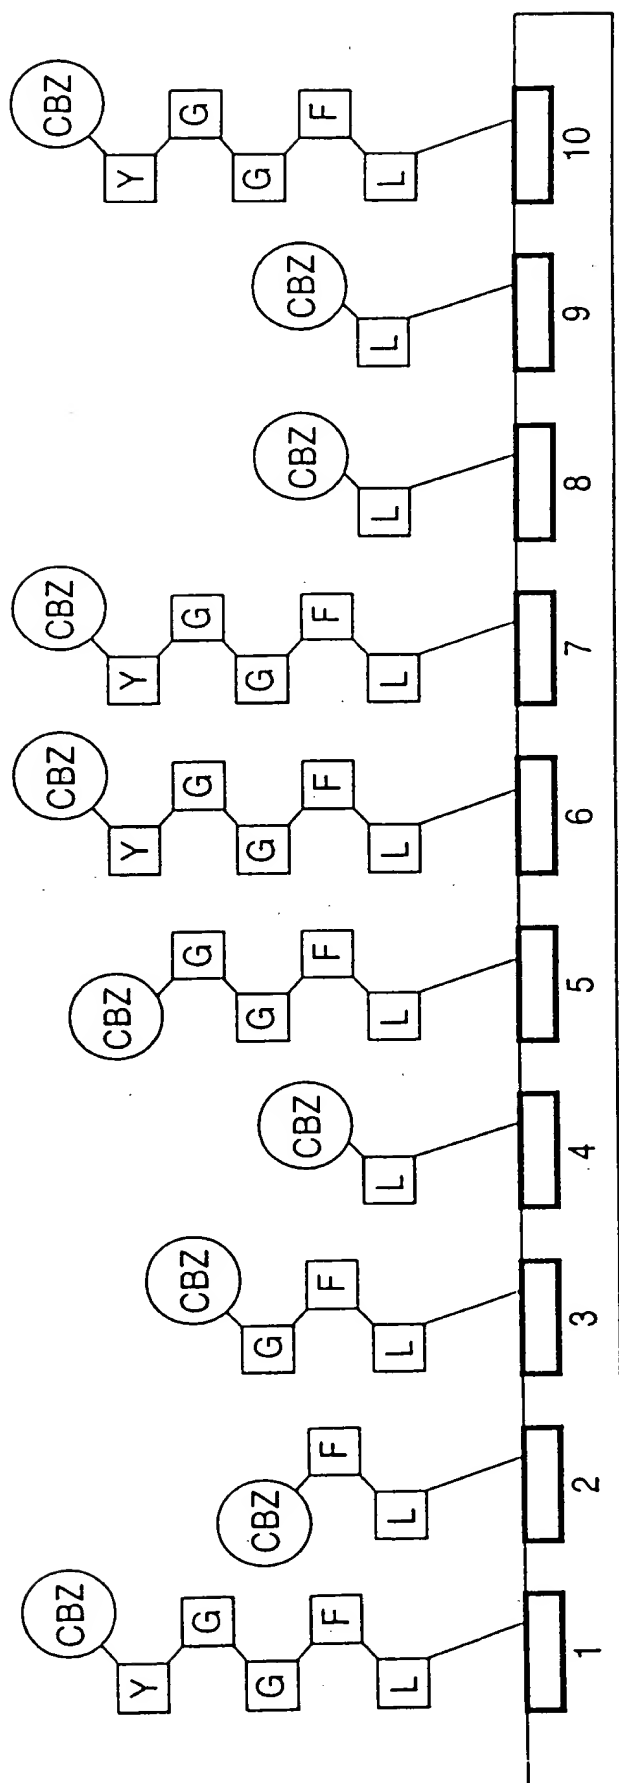 CBZ Y G G F L 1
CBZ F L 2
CBZ G F L 3
CBZ L 4
CBZ G G F L 5
CBZ Y G G F L 6
CBZ Y G G F L 7
CBZ L 8
CBZ L 9
CBZ Y G G F L 10